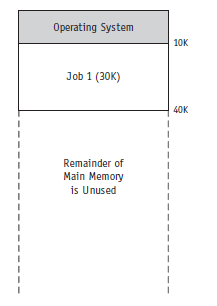 Operating System
10K
Job 1 (30K)
40K
Remainder of
Main Memory
is Unused